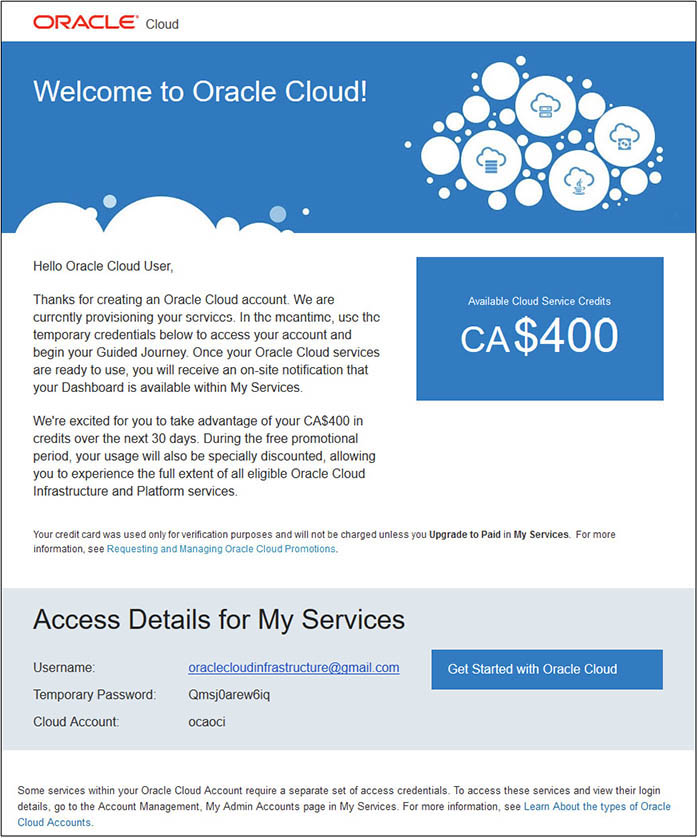 ORACLE® Cloud
Welcome to Oracle Cloud!
Hello Oracle Cloud User,
Thanks for creating an Oracle Cloud account. We are
currently provisioning your services. In the meantime, use the
temporary credentials below to access your account and
begin your Guided Journey. Once your Oracle Cloud services
are ready to use, you will receive an on-site notification that
your Dashboard is available within My Services.
We're excited for you to take advantage of your CA$400 in
credits over the next 30 days. During the free promotional
period, your usage will also be specially discounted, allowing
you to experience the full extent of all eligible Oracle Cloud
Infrastructure and Platform services.
Available Cloud Service Credits
CA$400
Your credit card was used only for verification purposes and will not be charged unless you Upgrade to Paid in My Services. For more
information, see Requesting and Managing Oracle Cloud Promotions.
Access Details for My Services
Username: oraclecloudinfrastructure@gmail.com
Temporary Password: Qmsj0arew6iq
Cloud Account: ocaoci
Get Started with Oracle Cloud
Some services within your Oracle Cloud Account require a separate set of access credentials. To access these services and view their login
details, go to the Account Management, My Admin Accounts page in My Services. For more information, see Learn About the types of Oracle
Cloud Accounts.